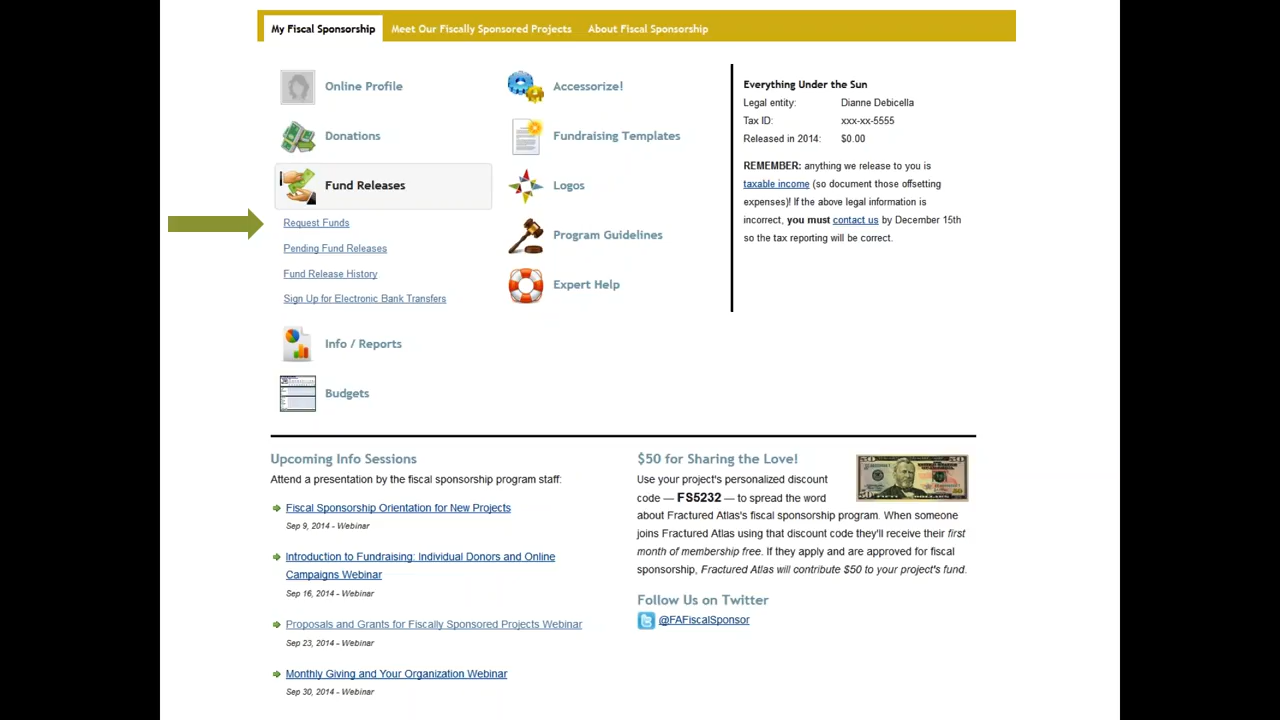 My Fiscal Sponsorship
Meet Our Fiscally Sponsored Projects
About Fiscal Sponsorship
Online Profile
Donations
Fund Releases
Request Funds
Pending Fund Releases
Fund Release History
Sign Up for Electronic Bank Transfers
Info / Reports
Budgets
Accessorize!
Fundraising Templates
Logos
Program Guidelines
Expert Help
Everything Under the Sun
Legal entity: Dianne Debicella
Tax ID: xxx-xx-5555
Released in 2014: $0.00
REMEMBER: anything we release to you is
taxable income (so document those offsetting
expenses)! If the above legal information is
incorrect, you must contact us by December 15th
so the tax reporting will be correct.
Upcoming Info Sessions
Attend a presentation by the fiscal sponsorship program staff:
Fiscal Sponsorship Orientation for New Projects
Sep 9, 2014 - Webinar
Introduction to Fundraising: Individual Donors and Online
Campaigns Webinar
Sep 16, 2014 - Webinar
Proposals and Grants for Fiscally Sponsored Projects Webinar
Sep 23, 2014 - Webinar
Monthly Giving and Your Organization Webinar
Sep 30, 2014 - Webinar
$50 for Sharing the Love!
Use your project's personalized discount
code — FS5232 — to spread the word
about Fractured Atlas's fiscal sponsorship program. When someone
joins Fractured Atlas using that discount code they'll receive their first
month of membership free. If they apply and are approved for fiscal
sponsorship, Fractured Atlas will contribute $50 to your project's fund.
Follow Us on Twitter
@FAFiscalSponsor